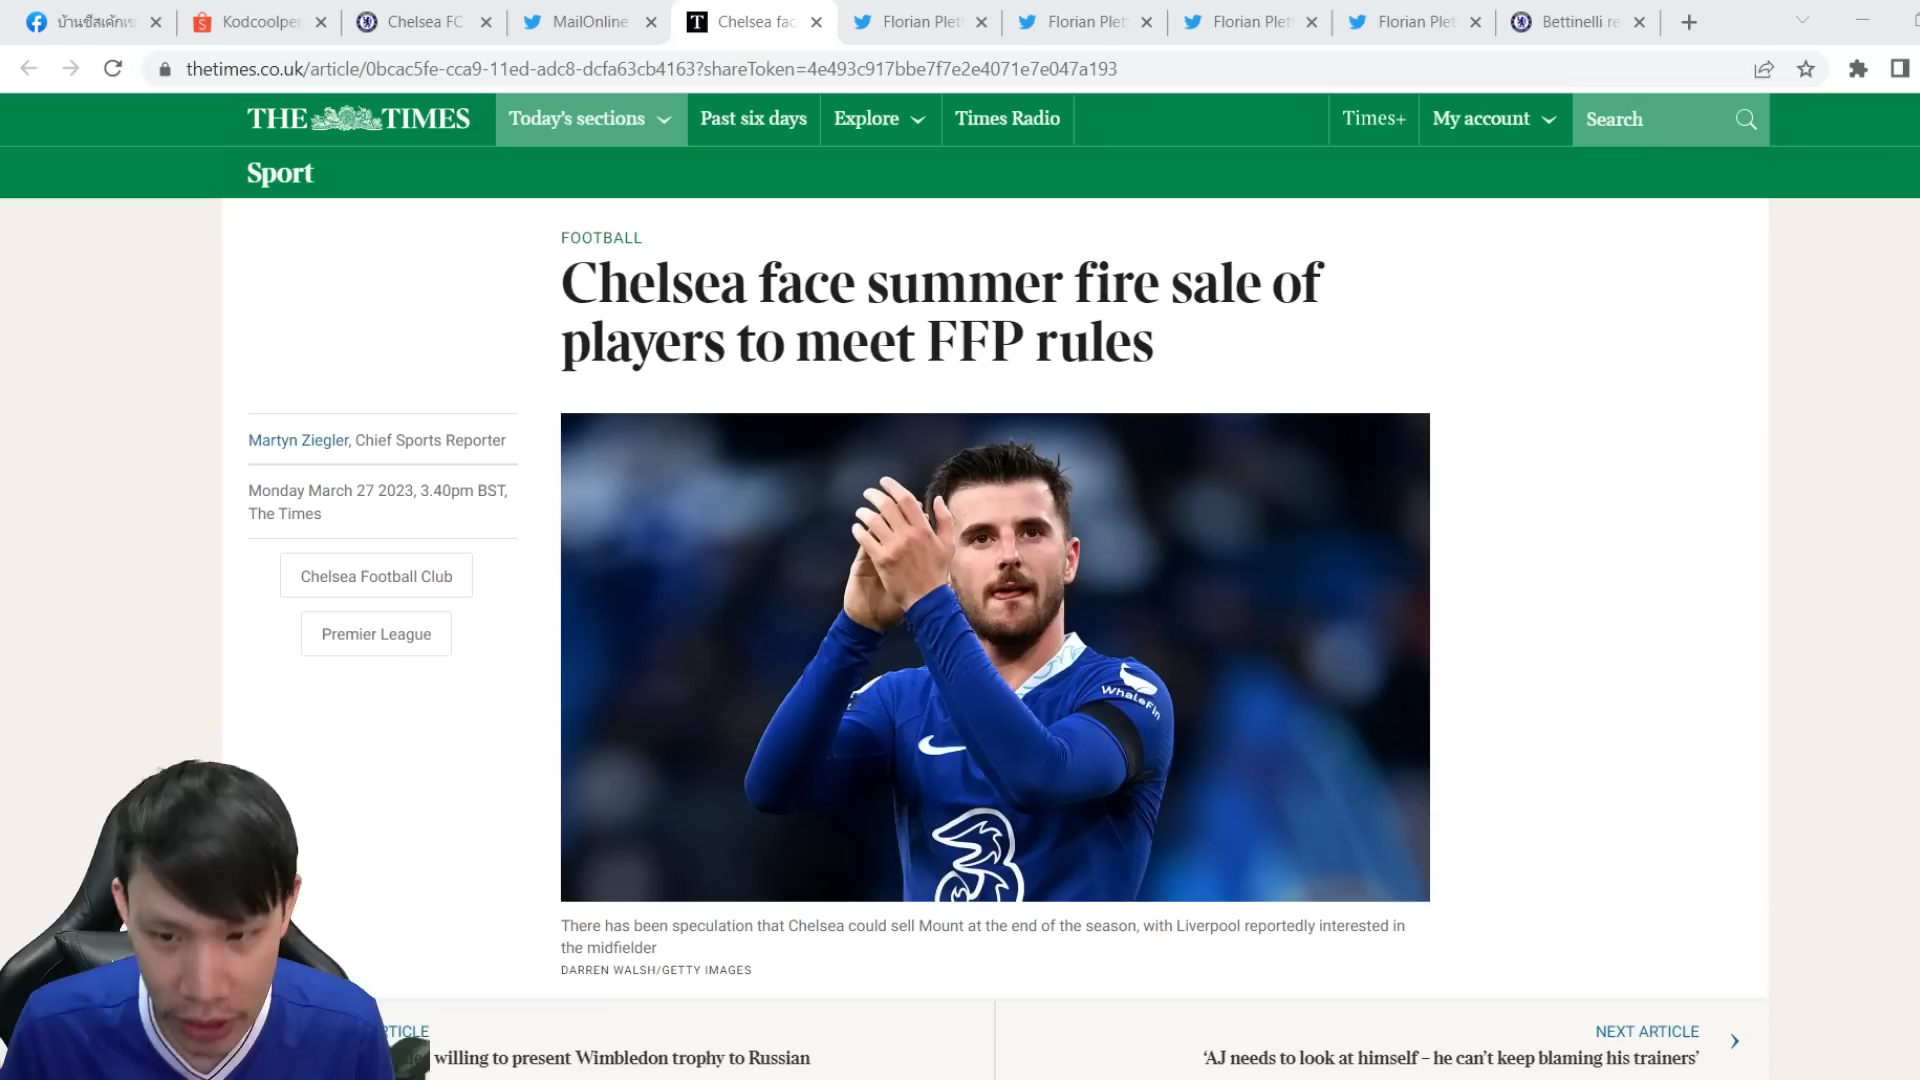 บ้านชีสเค้กเช
Kodcoolper
Chelsea FC
MailOnline
Chelsea fac
Florian Plet
Florian Plet
Florian Plet
Florian Plet
Bettinelli re
thetimes.co.uk/article/0bcac5fe-cca9-11ed-adc8-dcfa63cb4163?shareToken=4e493c917bbe7f7e2e4071e7e047a193
THE TIMES
Today's sections
Past six days
Explore
Times Radio
Times+
My account
Search
Sport
FOOTBALL
Chelsea face summer fire sale of
players to meet FFP rules
Martyn Ziegler, Chief Sports Reporter
Monday March 27 2023, 3.40pm BST,
The Times
Chelsea Football Club
Premier League
WhaleFin
3
There has been speculation that Chelsea could sell Mount at the end of the season, with Liverpool reportedly interested in
the midfielder
DARREN WALSH/GETTY IMAGES
RTICLE
willing to present Wimbledon trophy to Russian
NEXT ARTICLE
‘AJ needs to look at himself – he can’t keep blaming his trainers’